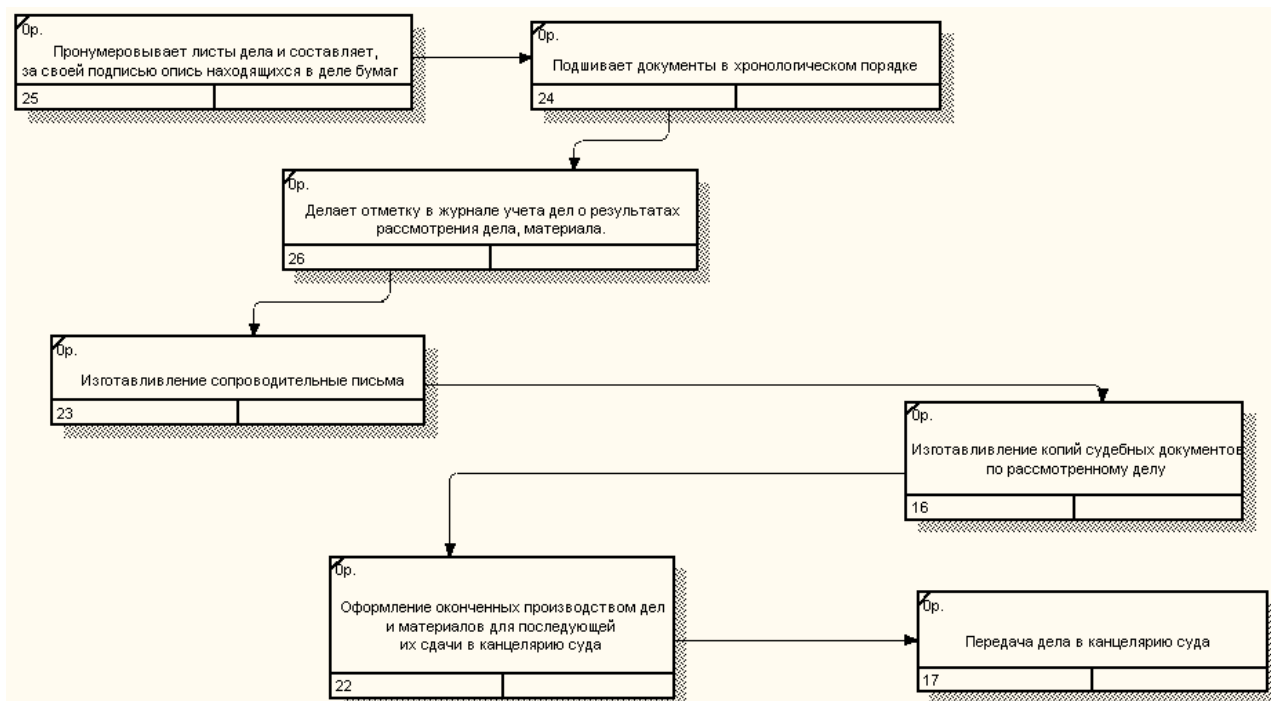 0р.
Пронумеровывает листы дела и составляет,
за своей подписью опись находящихся в деле бумаг
25
0р.
Подшивает документы в хронологическом порядке
24
0р.
Делает отметку в журнале учета дел о результатах
рассмотрения дела, материала.
26
0р.
Изготавливление сопроводительные письма
23
0р.
Изготавливление копий судебных документов
по рассмотренному делу
16
0р.
Оформление оконченных производством дел
и материалов для последующей
их сдачи в канцелярию суда
22
0р.
Передача дела в канцелярию суда
17